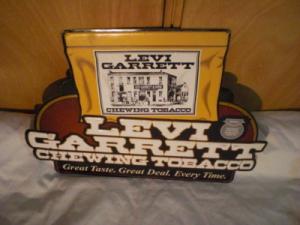 LEVI
GARRETT
CHEWING TOBACCO
LEVI
GARRETT
CHEWING TOBACCO
Great Taste. Great Deal. Every Time.